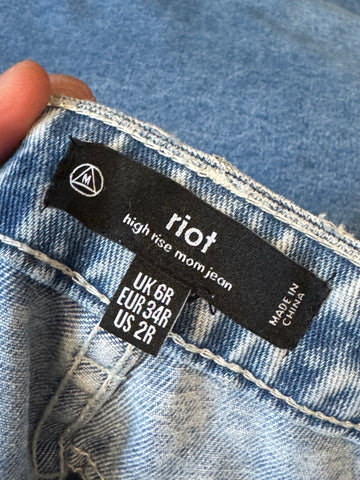 M
riot
high rise mom jean
MADE IN
CHINA
UK 6R
EUR 34R
US 2R